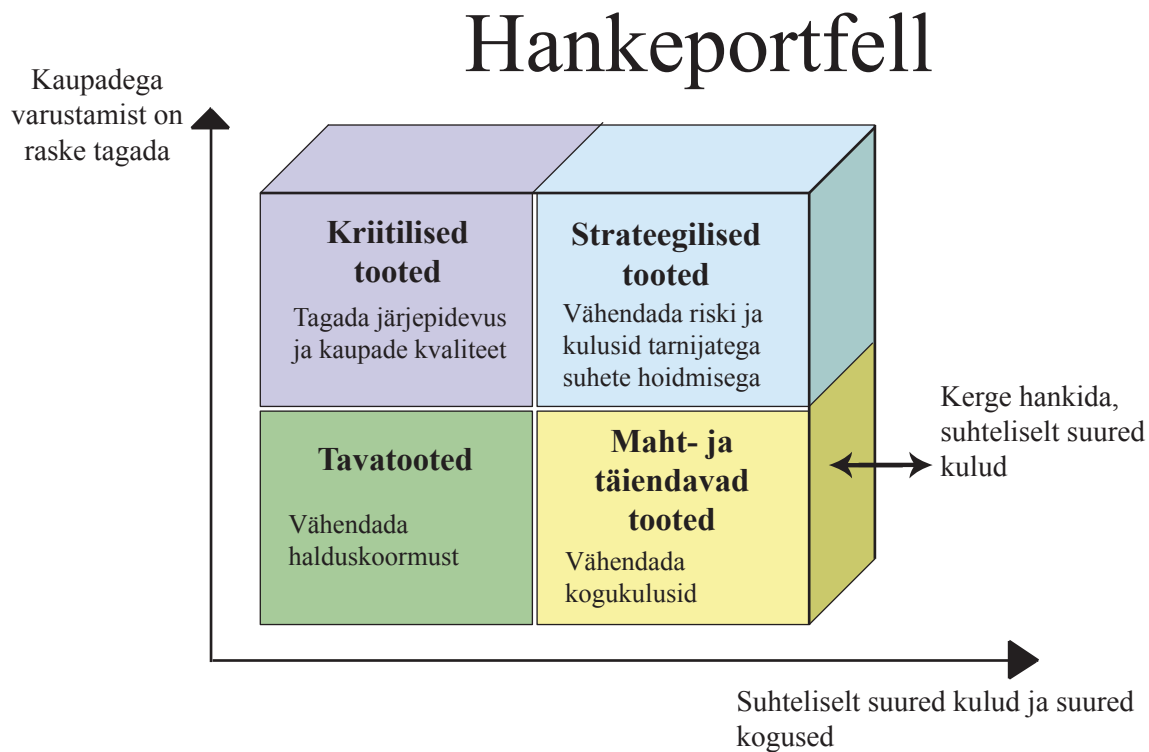 Hankeportfell
Kaupadega
varustamist on
raske tagada
Kriitilised
tooted
Tagada järjepidevus
ja kaupade kvaliteet
Strateegilised
tooted
Vähendada riski ja
kulusid tarnijatega
suhete hoidmisega
Tavatooted
Vähendada
halduskoormust
Maht- ja
täiendavad
tooted
Vähendada
kogukulusid
Kerge hankida,
suhteliselt suured
kulud
Suhteliselt suured kulud ja suured
kogused